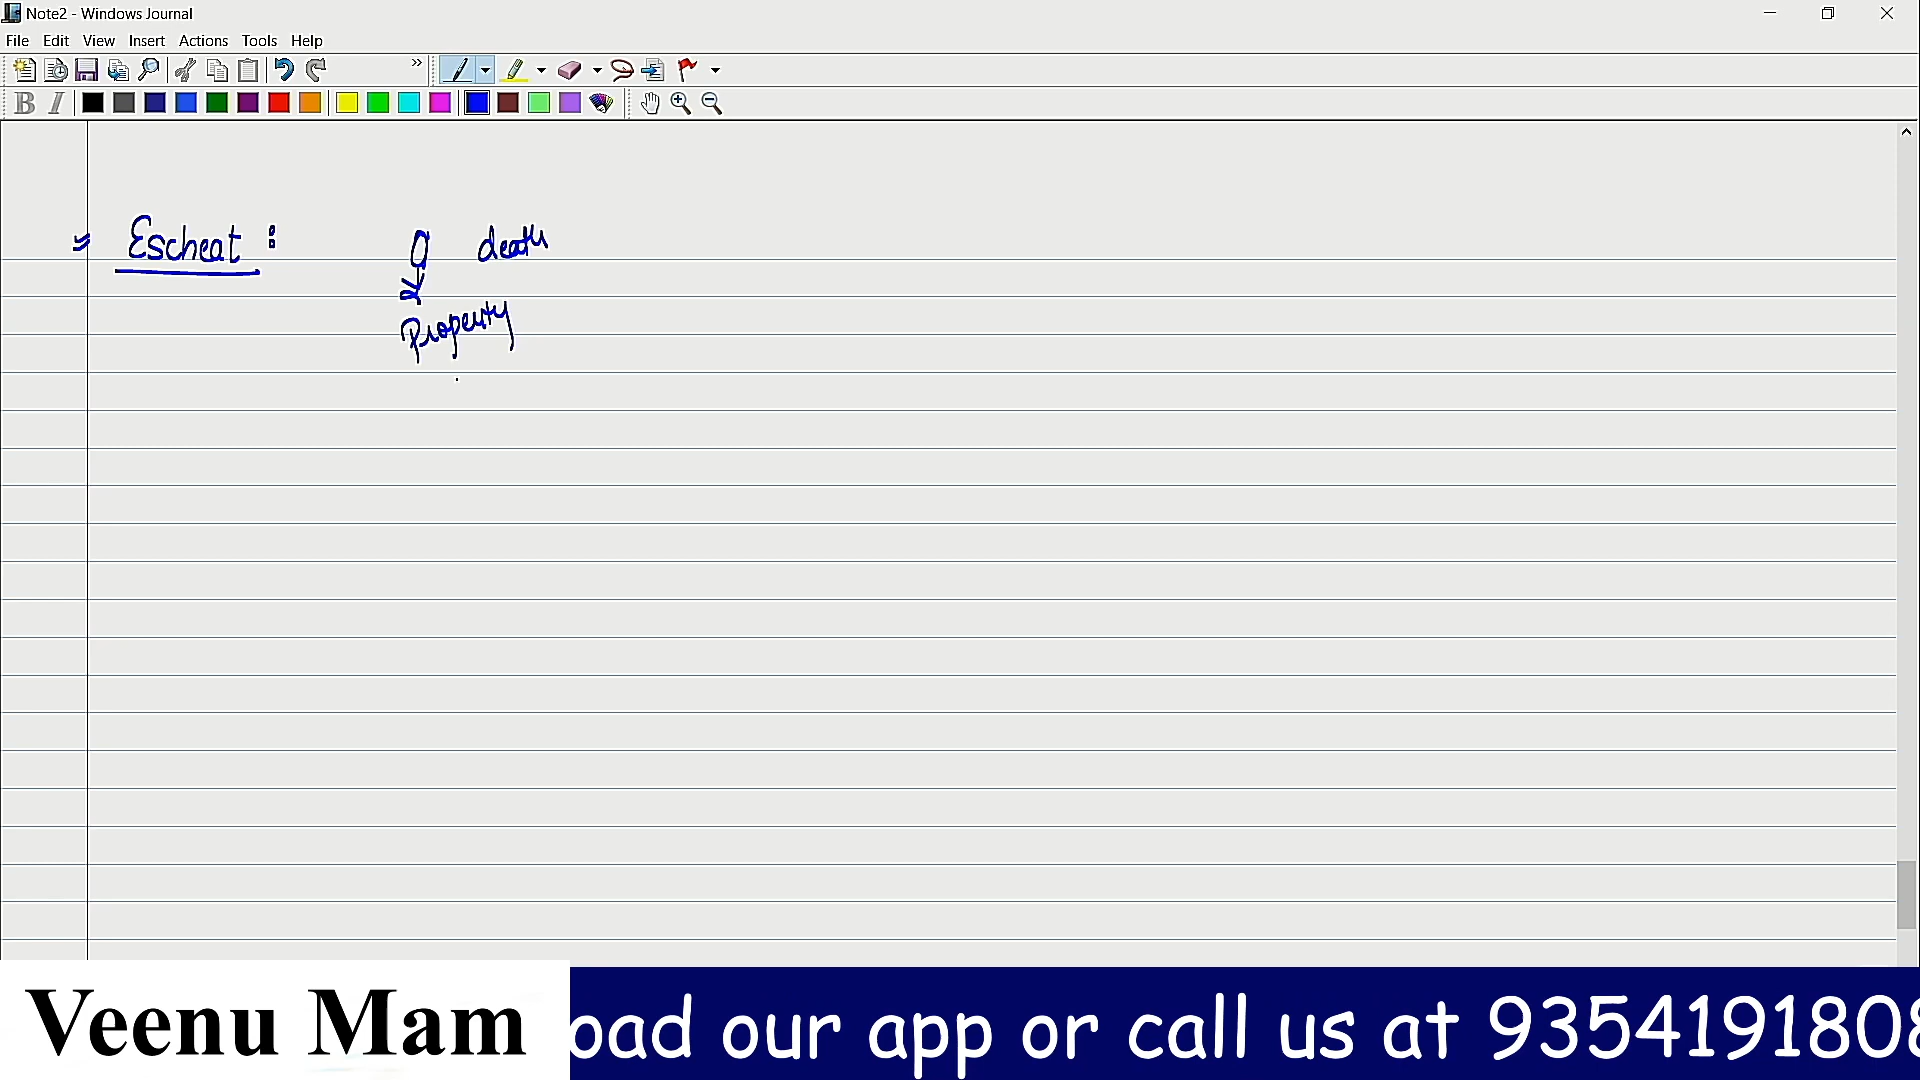 Note2 - Windows Journal
File Edit View Insert Actions Tools Help
B I
Escheat : O death
Property
Veenu Mam
oad our app or call us at 9354191808